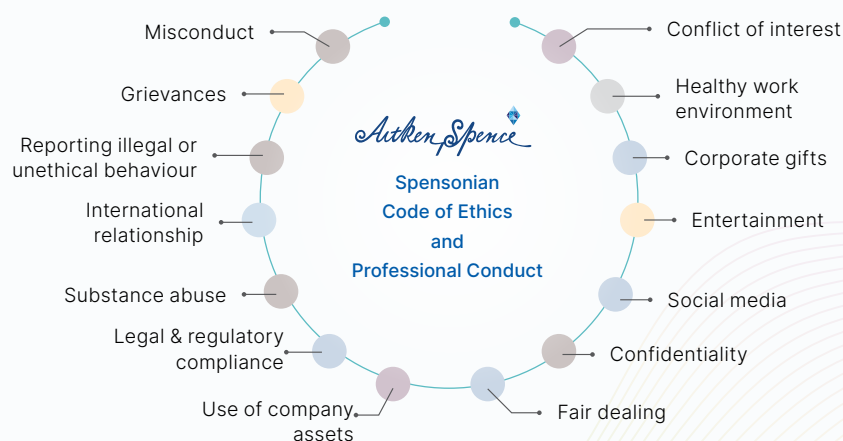 Misconduct
Grievances
Reporting illegal or
unethical behaviour
International
relationship
Substance abuse
Legal & regulatory
compliance
Use of company
assets
Aitken Spence
Spensonian
Code of Ethics
and
Professional Conduct
Conflict of interest
Healthy work
environment
Corporate gifts
Entertainment
Social media
Confidentiality
Fair dealing